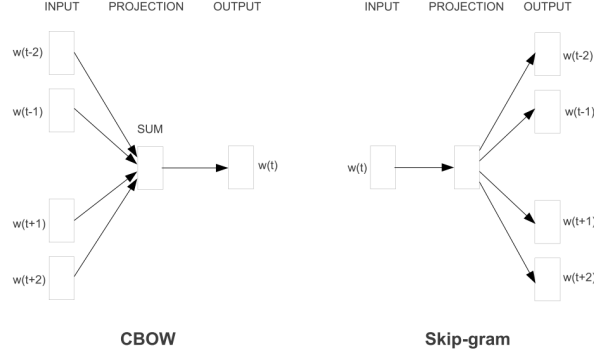 INPUT PROJECTION OUTPUT
w(t-2)
w(t-1)
SUM
w(t)
w(t+1)
w(t+2)
CBOW
INPUT PROJECTION OUTPUT
w(t-2)
w(t-1)
w(t)
w(t+1)
w(t+2)
Skip-gram